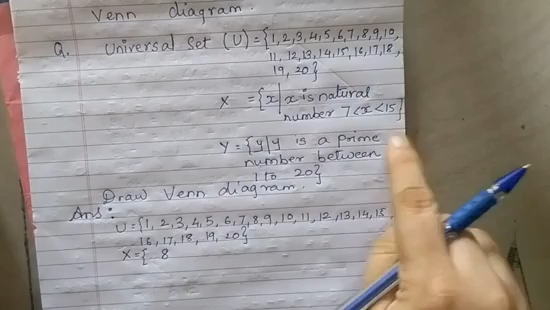 Venn diagram.
Q. Universal Set (U) = {1, 2, 3, 4, 5, 6, 7, 8, 9, 10,
11, 12, 13, 14, 15, 16, 17, 18,
19, 20}
X = {x | x is natural
number 7 < x < 15}
Y = {y | y is a prime
number between
1 to 20}
Draw Venn diagram.
Ans:
U = {1, 2, 3, 4, 5, 6, 7, 8, 9, 10, 11, 12, 13, 14, 15,
16, 17, 18, 19, 20}
X = { 8